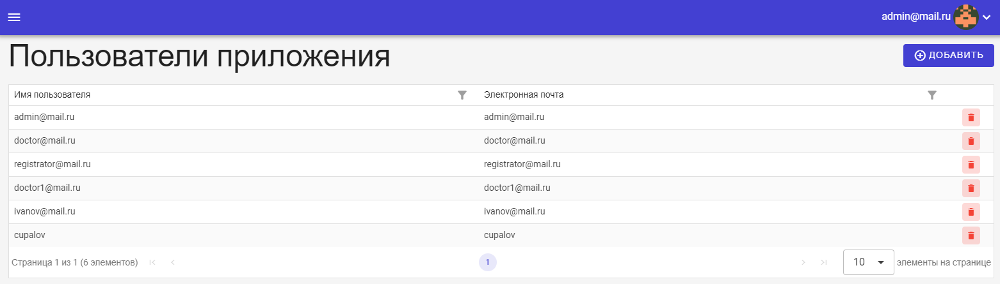 admin@mail.ru
Пользователи приложения
ДОБАВИТЬ
Имя пользователя Электронная почта
admin@mail.ru admin@mail.ru
doctor@mail.ru doctor@mail.ru
registrator@mail.ru registrator@mail.ru
doctor1@mail.ru doctor1@mail.ru
ivanov@mail.ru ivanov@mail.ru
cupalov cupalov
Страница 1 из 1 (6 элементов) 1 10 элементы на странице